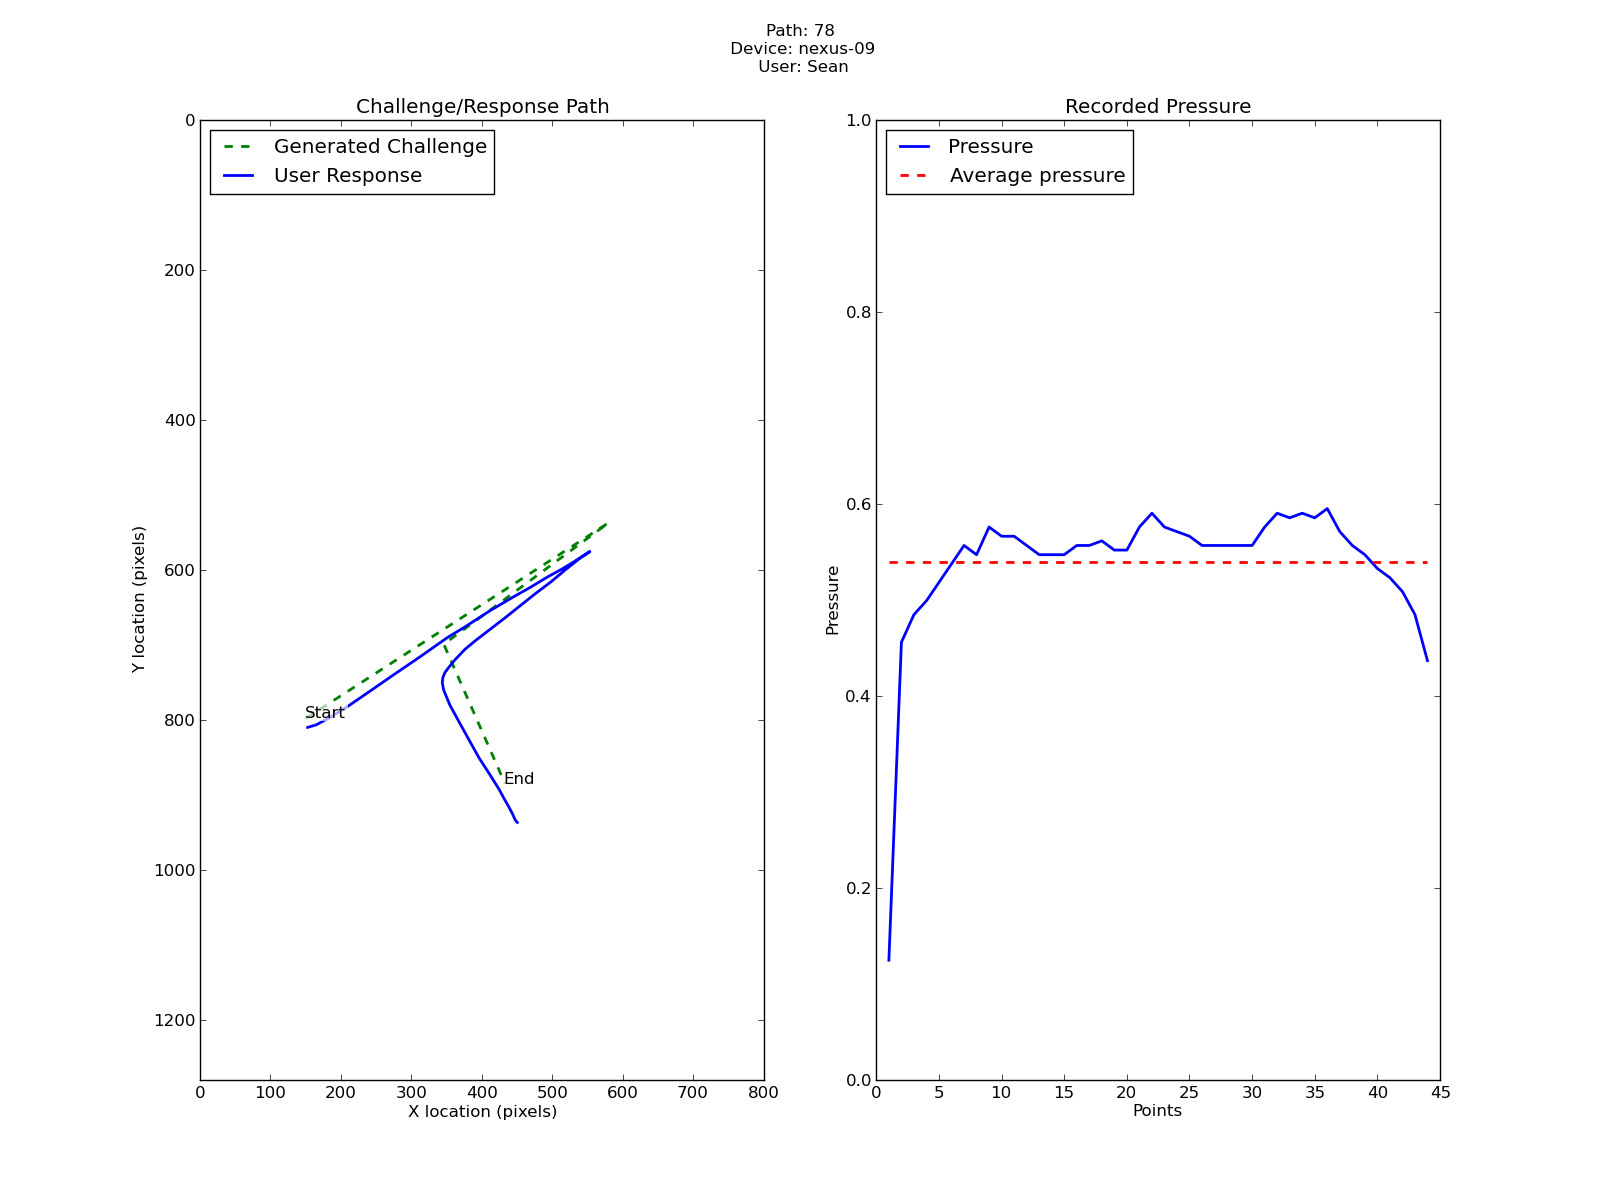 Path: 78
Device: nexus-09
User: Sean
Challenge/Response Path
Generated Challenge
User Response
0
200
400
600
800
1000
1200
Y location (pixels)
Start
End
0 100 200 300 400 500 600 700 800
X location (pixels)
Recorded Pressure
Pressure
Average pressure
1.0
0.8
0.6
0.4
0.2
0.0
Pressure
0 5 10 15 20 25 30 35 40 45
Points